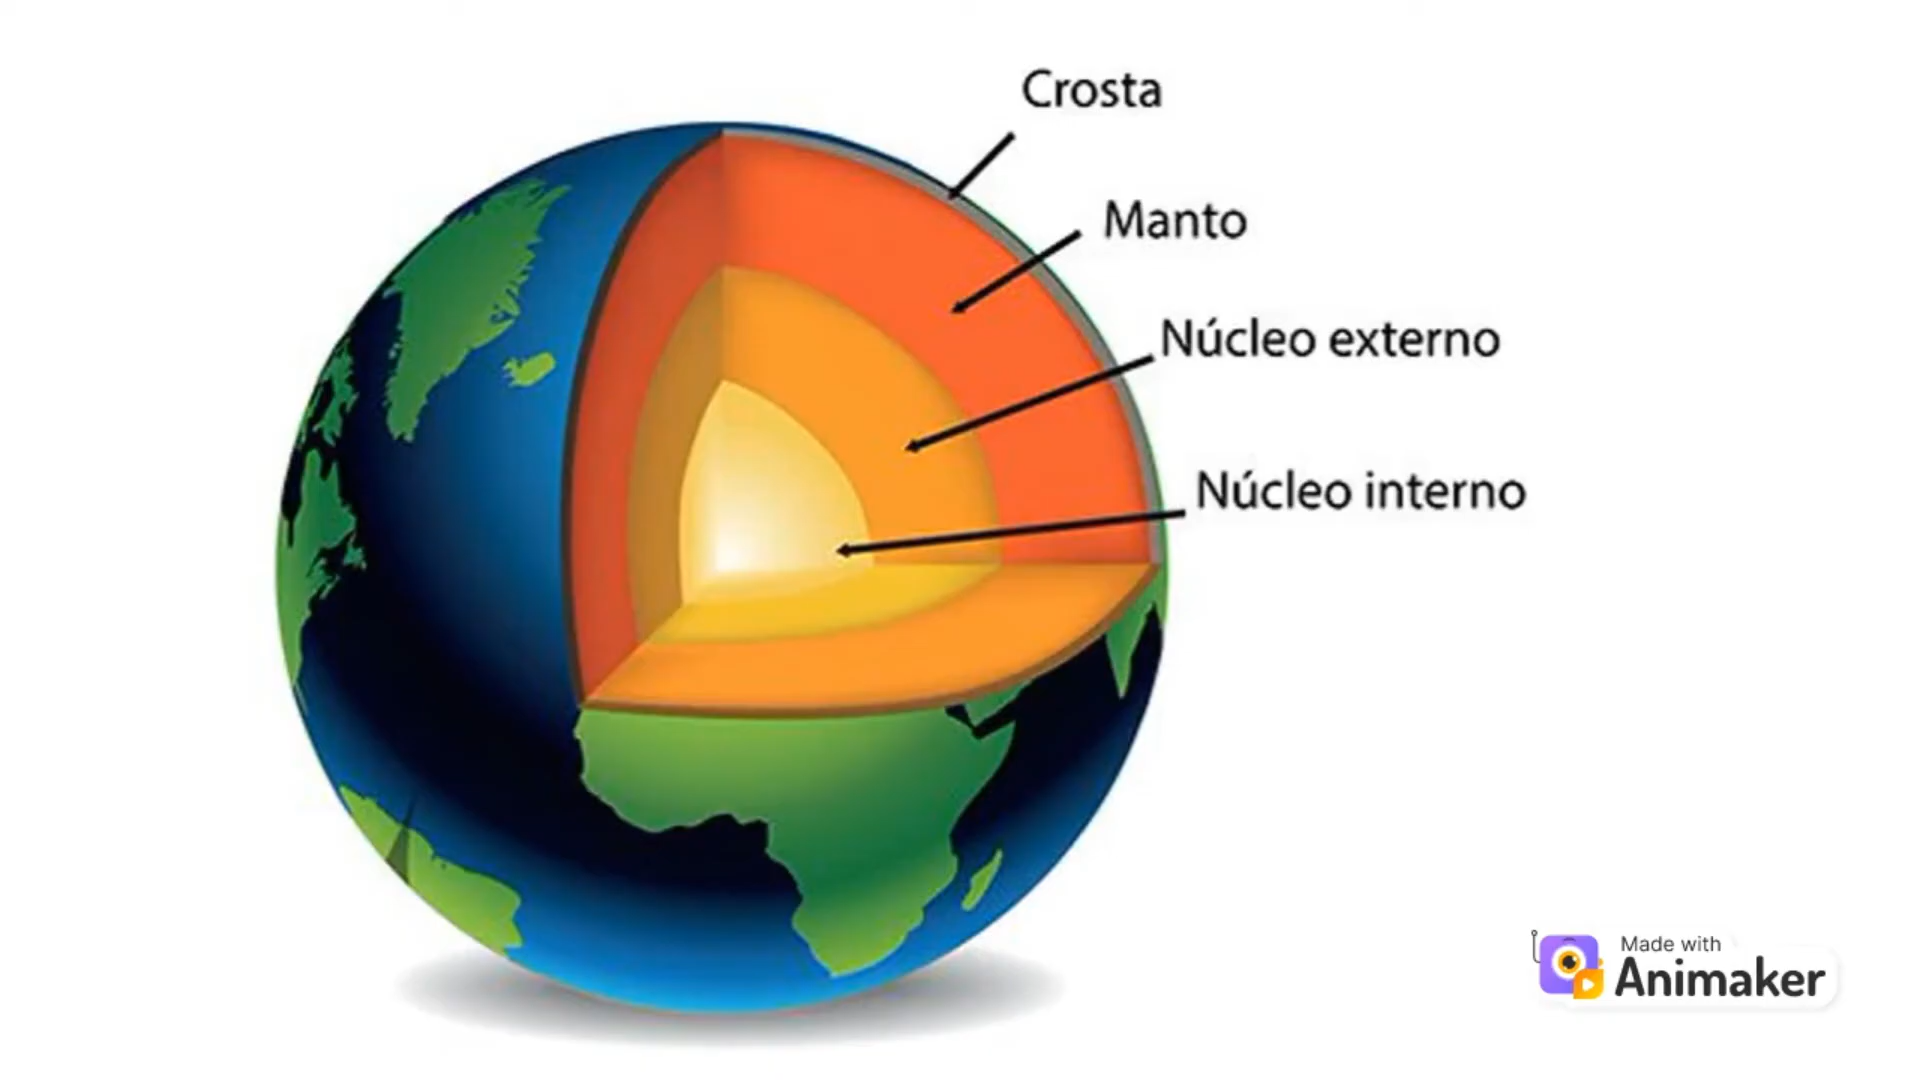 Crosta
Manto
Núcleo externo
Núcleo interno
Made with
Animaker